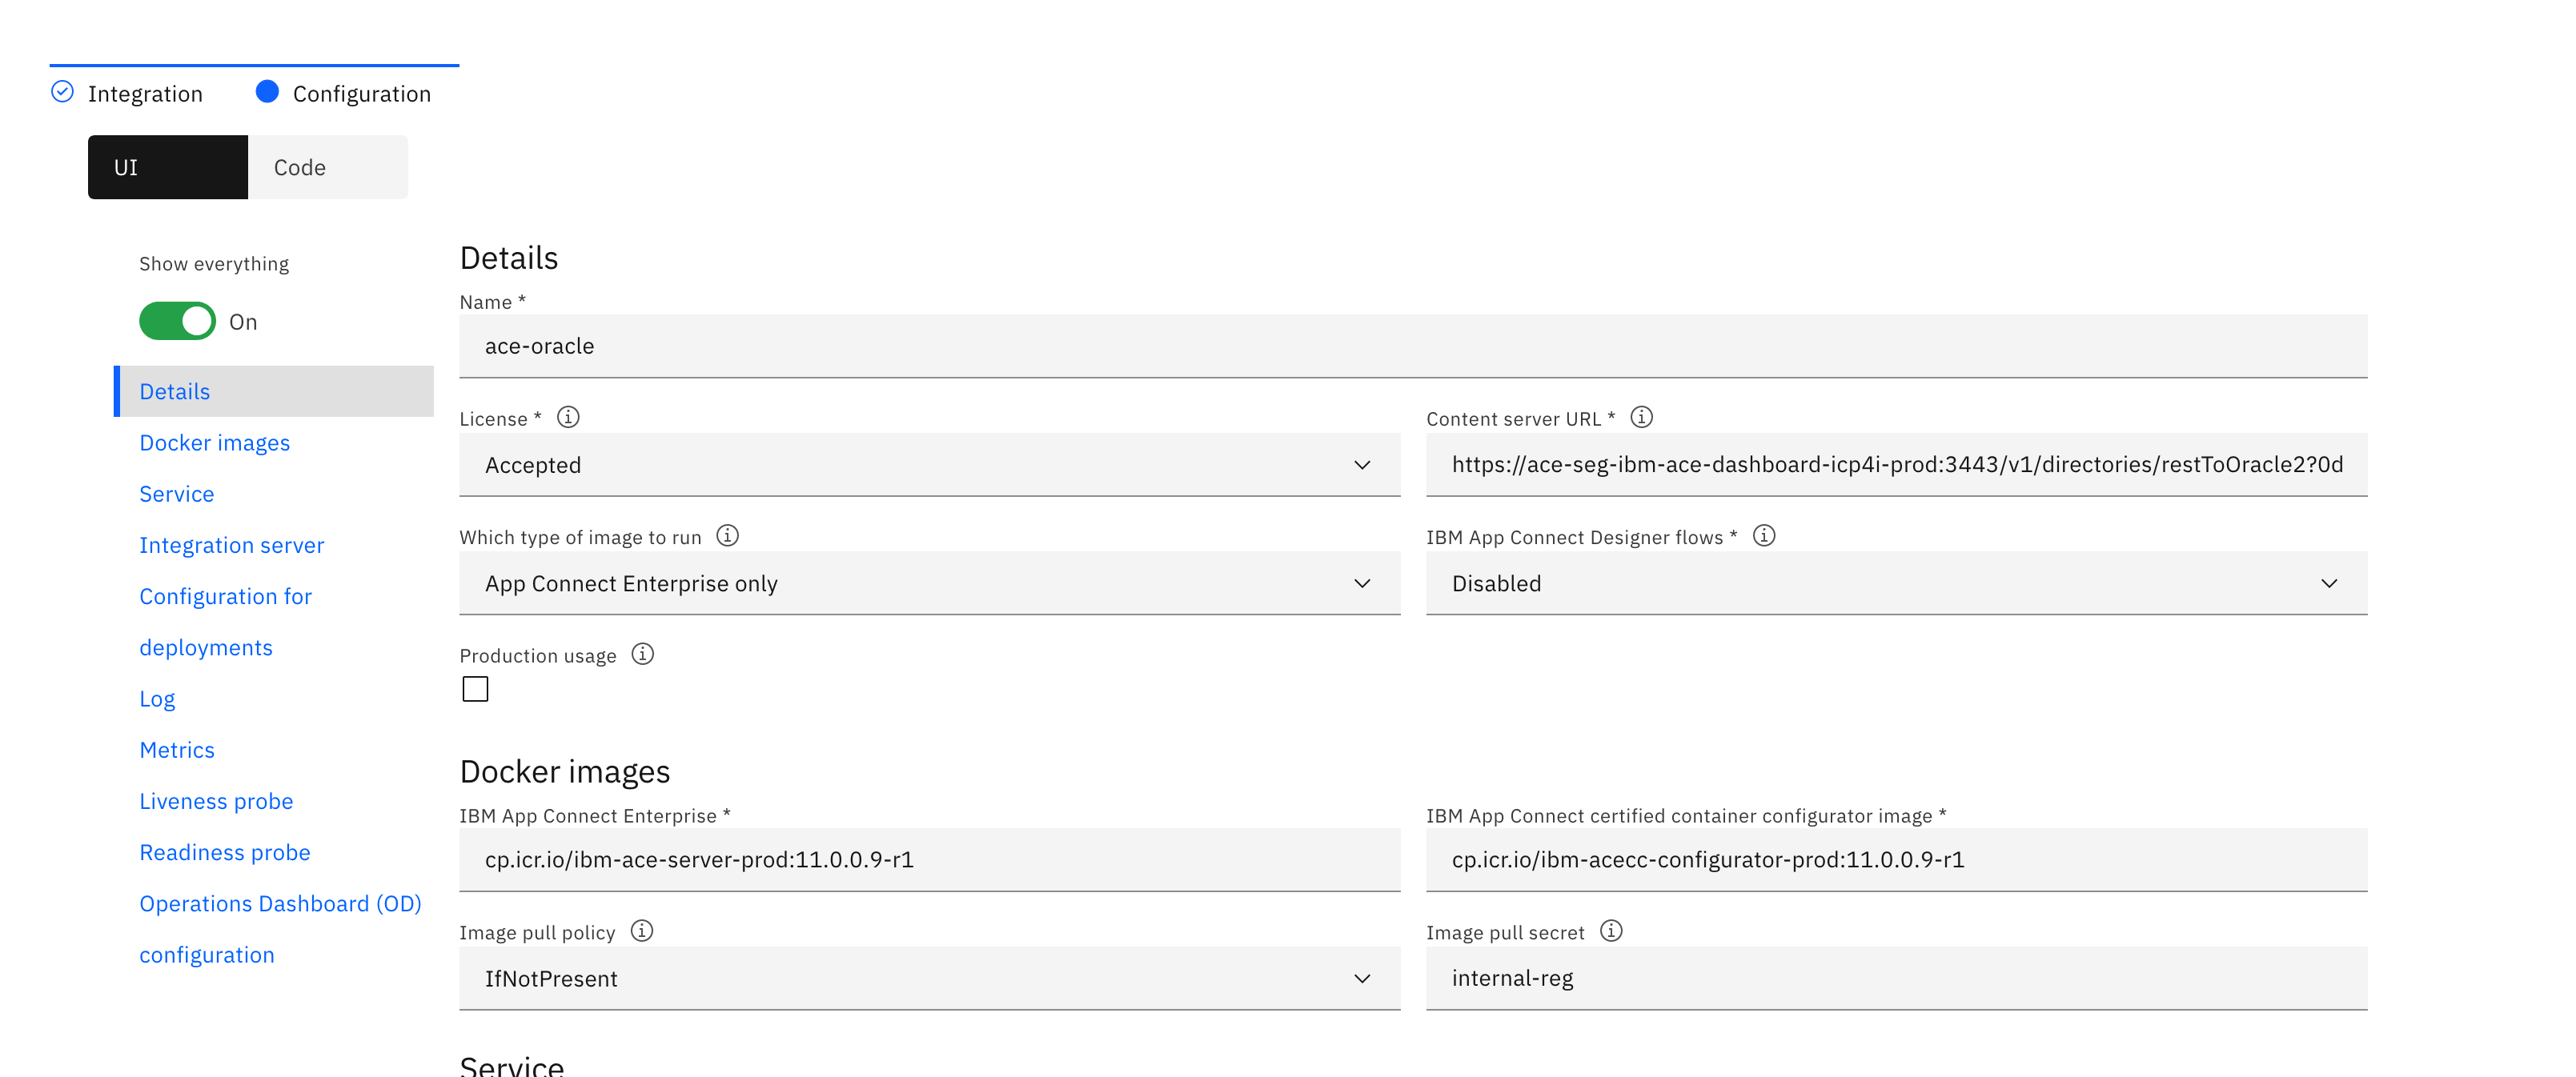 Integration
Configuration
UI
Code
Show everything
On
Details
Docker images
Service
Integration server
Configuration for
deployments
Log
Metrics
Liveness probe
Readiness probe
Operations Dashboard (OD)
configuration
Details
Name *
ace-oracle
License *
Accepted
Content server URL *
https://ace-seg-ibm-ace-dashboard-icp4i-prod:3443/v1/directories/restToOracle2?0d
Which type of image to run
App Connect Enterprise only
IBM App Connect Designer flows *
Disabled
Production usage
Docker images
IBM App Connect Enterprise *
cp.icr.io/ibm-ace-server-prod:11.0.0.9-r1
IBM App Connect certified container configurator image *
cp.icr.io/ibm-acecc-configurator-prod:11.0.0.9-r1
Image pull policy
IfNotPresent
Image pull secret
internal-reg
Service